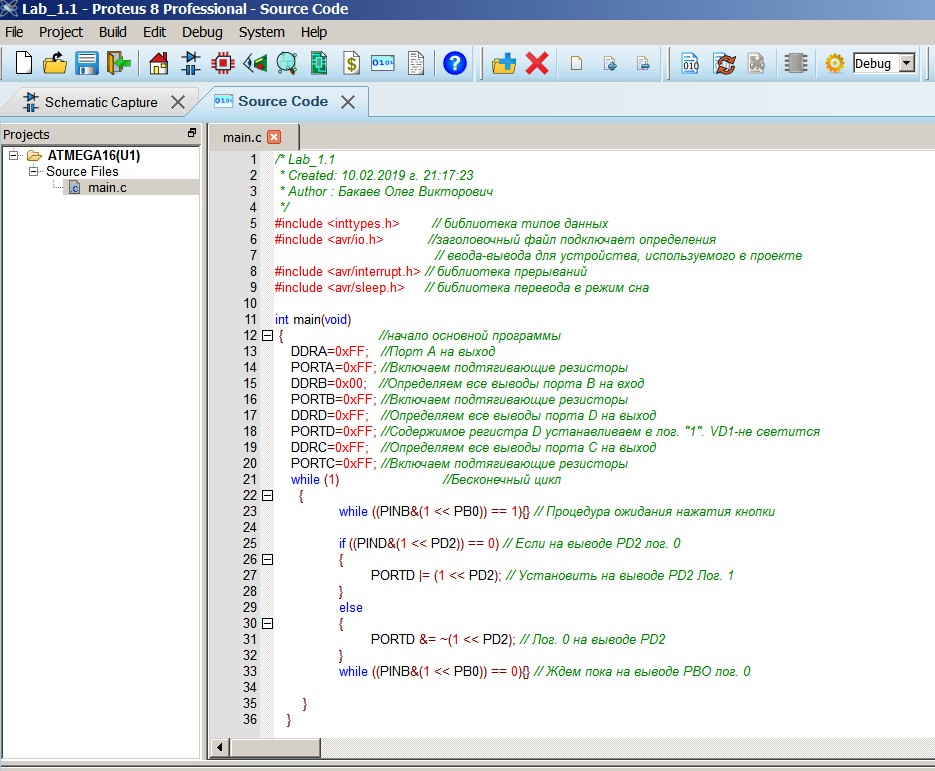 Lab_1.1 - Proteus 8 Professional - Source Code
File Project Build Edit Debug System Help
Debug
Schematic Capture Source Code
Projects
ATMEGA16(U1)
Source Files
main.c
main.c
1 /* Lab_1.1
2 * Created: 10.02.2019 г. 21:17:23
3 * Author : Бакаев Олег Викторович
4 */
5 #include <inttypes.h> // библиотека типов данных
6 #include <avr/io.h> //заголовочный файл подключает определения
7 // ввода-вывода для устройства, используемого в проекте
8 #include <avr/interrupt.h> // библиотека прерываний
9 #include <avr/sleep.h> // библиотека перевода в режим сна
10
11 int main(void)
12 { //начало основной программы
13 DDRA=0xFF; //Порт А на выход
14 PORTA=0xFF; //Включаем подтягивающие резисторы
15 DDRB=0x00; //Определяем все выводы порта B на вход
16 PORTB=0xFF; //Включаем подтягивающие резисторы
17 DDRD=0xFF; //Определяем все выводы порта D на выход
18 PORTD=0xFF; //Содержимое регистра D устанавливаем в лог. "1". VD1-не светится
19 DDRC=0xFF; //Определяем все выводы порта C на выход
20 PORTC=0xFF; //Включаем подтягивающие резисторы
21 while (1) //Бесконечный цикл
22 {
23 while ((PINB&(1 << PB0)) == 1){} // Процедура ожидания нажатия кнопки
24
25 if ((PIND&(1 << PD2)) == 0) // Если на выводе PD2 лог. 0
26 {
27 PORTD |= (1 << PD2); // Установить на выводе PD2 Лог. 1
28 }
29 else
30 {
31 PORTD &= ~(1 << PD2); // Лог. 0 на выводе PD2
32 }
33 while ((PINB&(1 << PB0)) == 0){} // Ждем пока на выводе PBO лог. 0
34
35 }
36 }